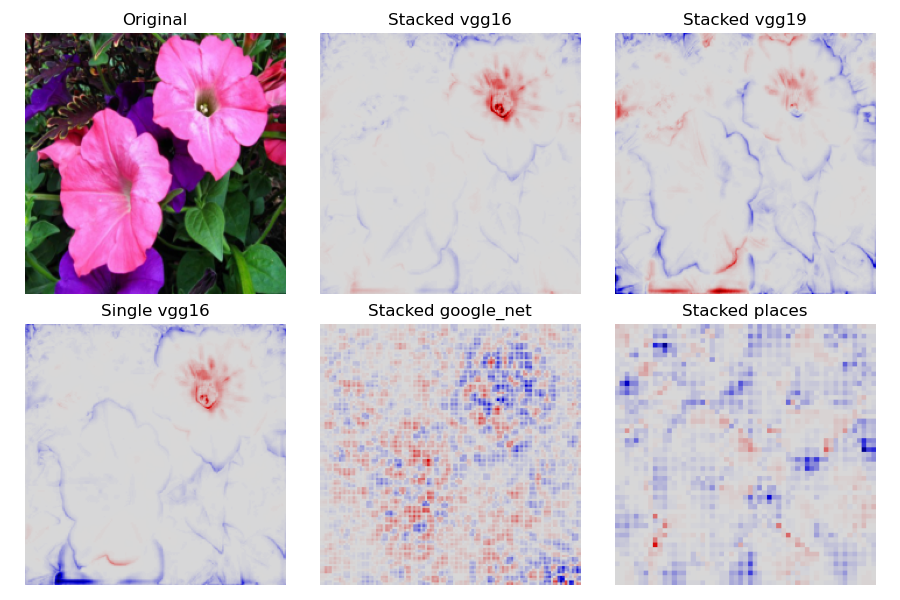 Original
Stacked vgg16
Stacked vgg19
Single vgg16
Stacked google_net
Stacked places